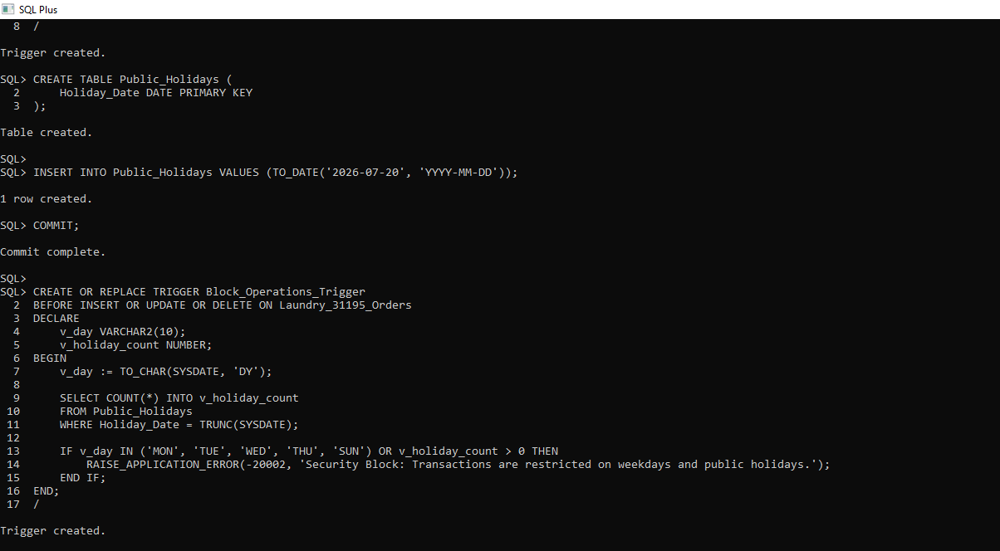 SQL Plus
  8  /
Trigger created.
SQL> CREATE TABLE Public_Holidays (
  2      Holiday_Date DATE PRIMARY KEY
  3  );
Table created.
SQL>
SQL> INSERT INTO Public_Holidays VALUES (TO_DATE('2026-07-20', 'YYYY-MM-DD'));
1 row created.
SQL> COMMIT;
Commit complete.
SQL>
SQL> CREATE OR REPLACE TRIGGER Block_Operations_Trigger
  2  BEFORE INSERT OR UPDATE OR DELETE ON Laundry_31195_Orders
  3  DECLARE
  4      v_day VARCHAR2(10);
  5      v_holiday_count NUMBER;
  6  BEGIN
  7      v_day := TO_CHAR(SYSDATE, 'DY');
  8
  9      SELECT COUNT(*) INTO v_holiday_count
 10      FROM Public_Holidays
 11      WHERE Holiday_Date = TRUNC(SYSDATE);
 12
 13      IF v_day IN ('MON', 'TUE', 'WED', 'THU', 'SUN') OR v_holiday_count > 0 THEN
 14          RAISE_APPLICATION_ERROR(-20002, 'Security Block: Transactions are restricted on weekdays and public holidays.');
 15      END IF;
 16  END;
 17  /
Trigger created.